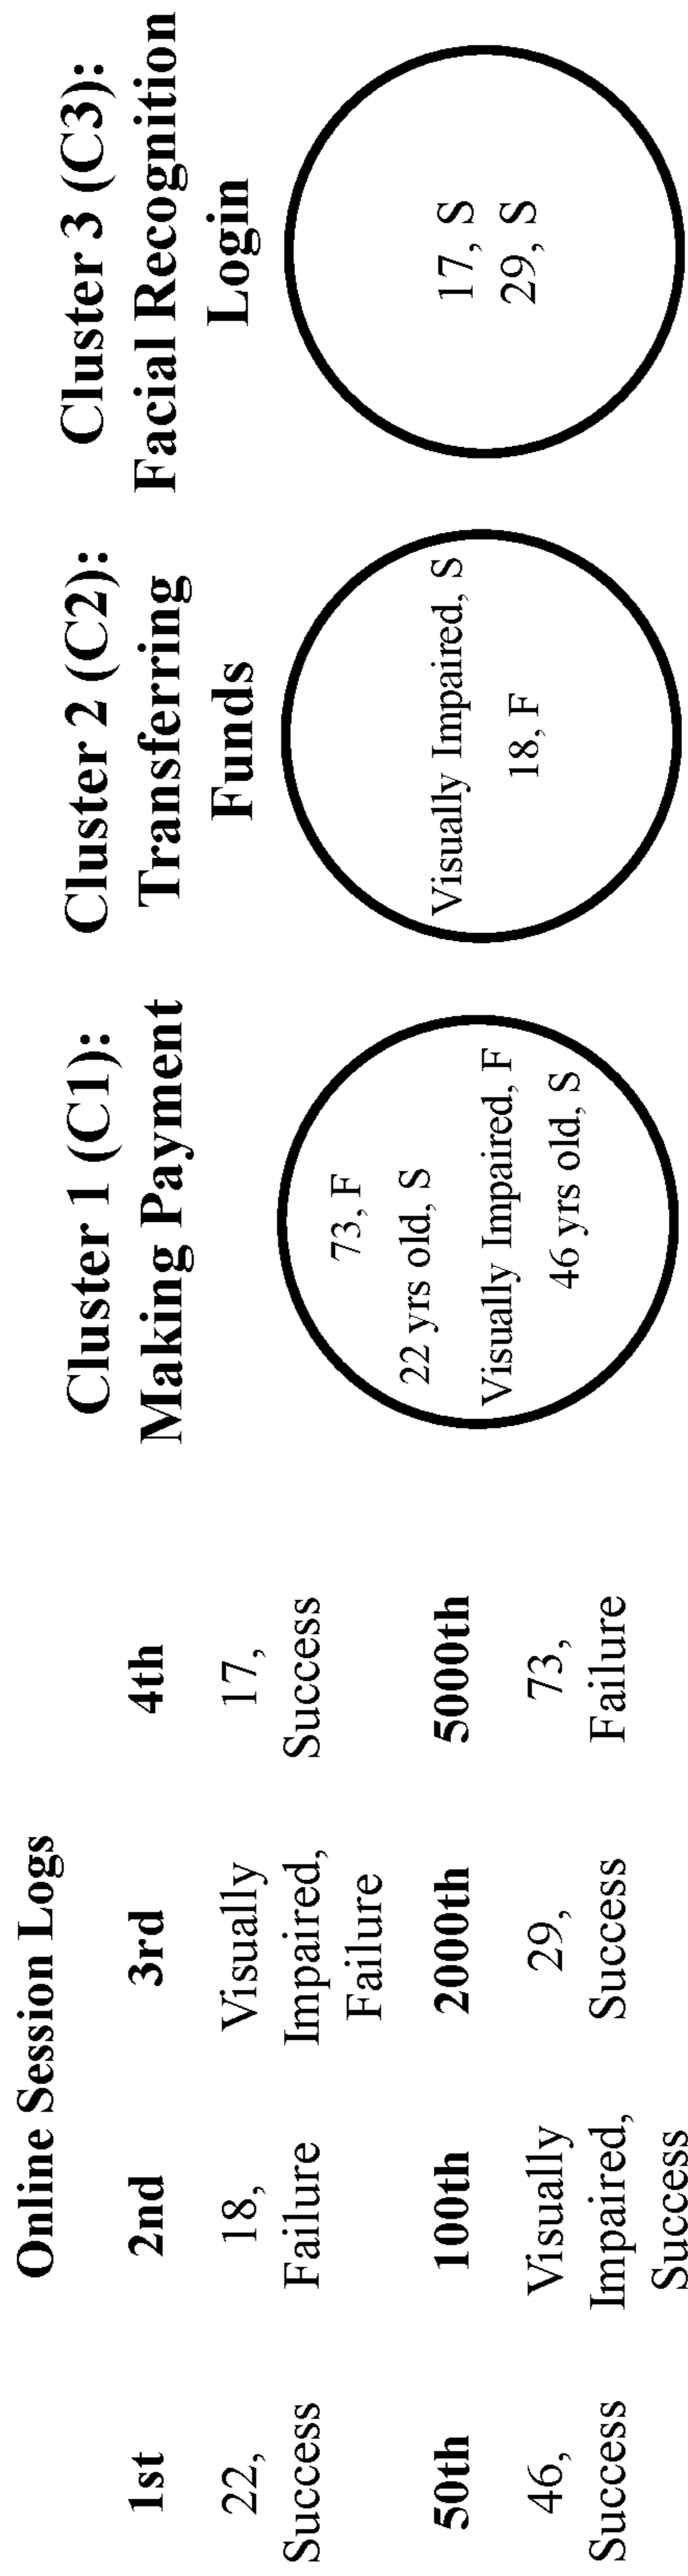 Online Session Logs
1st
2nd
3rd
4th
22,
Success
18,
Failure
Visually
Impaired,
Failure
17,
Success
50th
100th
2000th
5000th
46,
Success
Visually
Impaired,
Success
29,
Success
73,
Failure
Cluster 1 (C1):
Making Payment
73, F
22 yrs old, S
Visually Impaired, F
46 yrs old, S
Cluster 2 (C2):
Transferring
Funds
Visually Impaired, S
18, F
Cluster 3 (C3):
Facial Recognition
Login
17, S
29, S